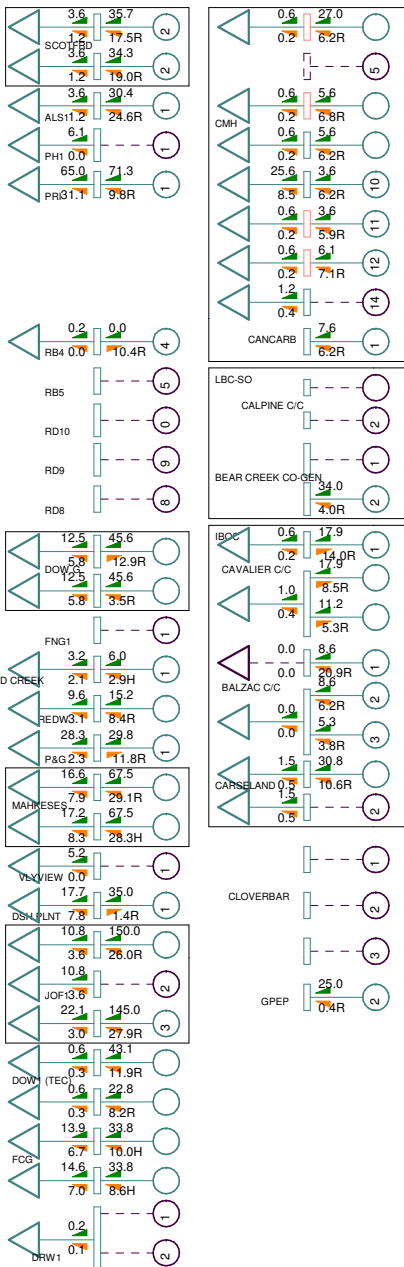 3.6 35.7
1.2 17.5R 2
SCOTFRD
3.6 34.3
1.2 19.0R 2
3.6 30.4
ALS1 1.2 24.6R 1
6.1
PH1 0.0 1
65.0 71.3
PRI 31.1 9.8R 1
0.2 0.0
RB4 0.0 10.4R 4
RB5 5
RD10 0
RD9 9
RD8 8
12.5 45.6
5.8 12.9R
DOW G
12.5 45.6
5.8 3.5R
FNG1 1
3.2 6.0
D CREEK 2.1 2.9H 1
9.6 15.2
REDW 3.1 8.4R 1
28.3 29.8
P&G 2.3 11.8R 1
16.6 67.5
7.9 29.1R
MAHKESES
17.2 67.5
8.3 28.3H
5.2
VLYVIEW 0.0 1
17.7 35.0
DSH PLNT 7.8 1.4R 1
10.8 150.0
3.6 26.0R
10.8
JOF1 3.6 2
22.1 145.0
3.0 27.9R 3
0.6 43.1
0.3 11.9R
DOW1 (TEC)
0.6 22.8
0.3 8.2R
13.9 33.8
6.7 10.0H
FCG
14.6 33.8
7.0 8.6H
1
0.2
0.1
DRW1 2
0.6 27.0
0.2 6.2R
5
0.6 5.6
0.2 6.8R
CMH
0.6 5.6
0.2 6.2R
25.6 3.6
8.5 6.2R 10
0.6 3.6
0.2 5.9R 11
0.6 6.1
0.2 7.1R 12
1.2
0.4 14
CANCARB 7.6
6.2R 1
LBC-SO
CALPINE C/C
2
1
BEAR CREEK CO-GEN
34.0
4.0R 2
IBOC
0.6 17.9
0.2 14.0R 1
CAVALIER C/C
17.9
8.5R
1.0
0.4
11.2
5.3R
0.0 8.6
0.0 20.9R 1
BALZAC C/C
8.6
6.2R 2
0.0
0.0
5.3
3.8R 3
1.5 30.8
CARSELAND 0.5 10.6R
1.5
0.5 2
1
CLOVERBAR 2
3
GPEP 25.0
0.4R 2